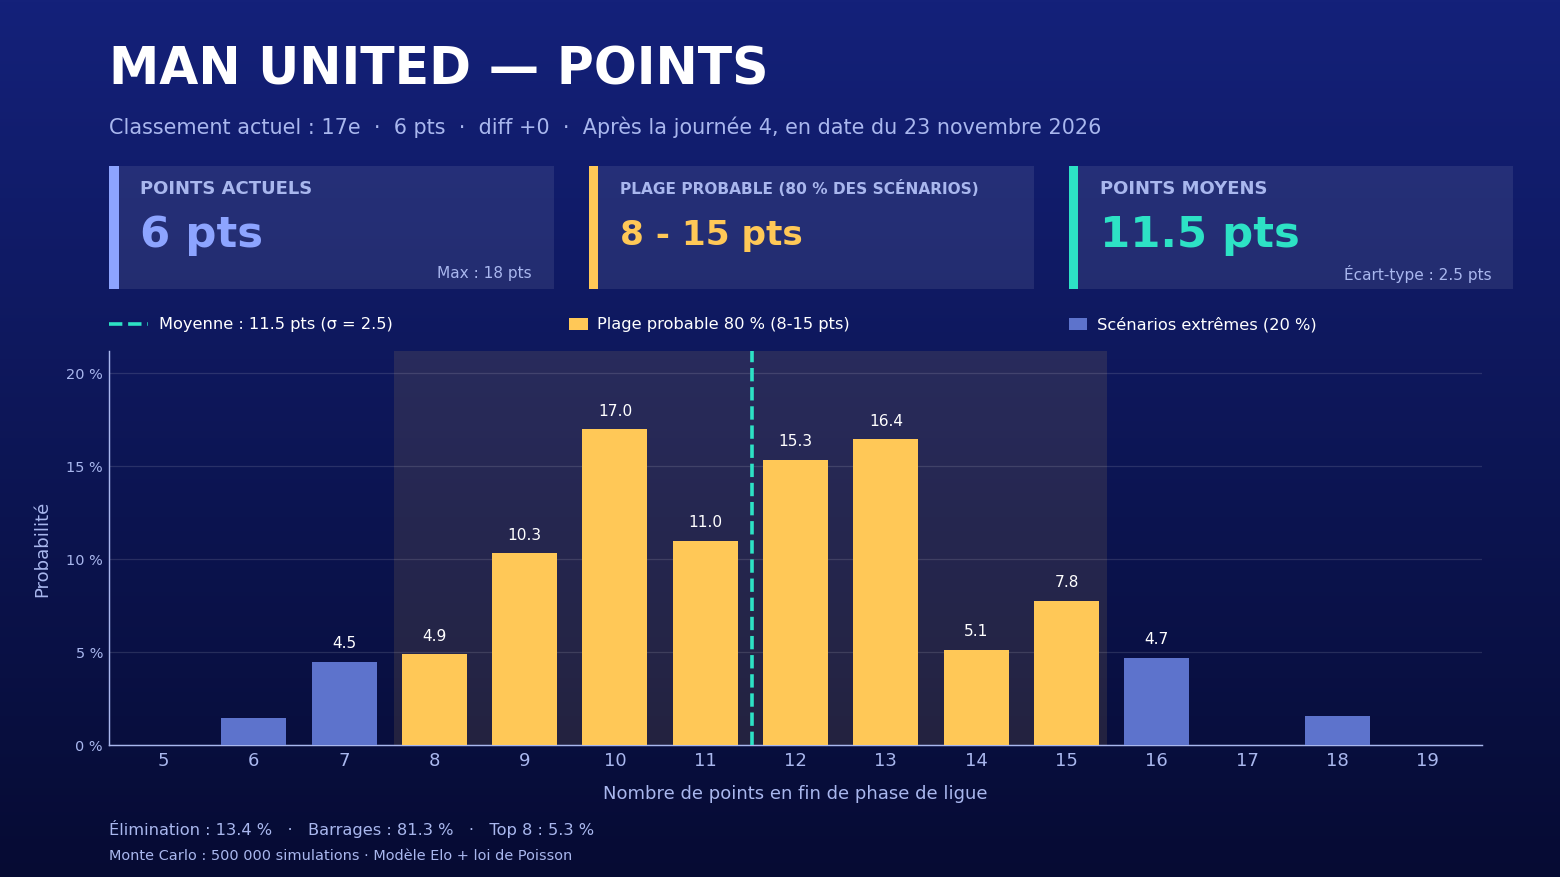 MAN UNITED — POINTS
Classement actuel : 17e · 6 pts · diff +0 · Après la journée 4, en date du 23 novembre 2026
POINTS ACTUELS
6 pts
Max : 18 pts
PLAGE PROBABLE (80 % DES SCÉNARIOS)
8 - 15 pts
POINTS MOYENS
11.5 pts
Écart-type : 2.5 pts
Moyenne : 11.5 pts (σ = 2.5)
Plage probable 80 % (8-15 pts)
Scénarios extrêmes (20 %)
Probabilité
20 %
15 %
10 %
5 %
0 %
4.5
4.9
10.3
17.0
11.0
15.3
16.4
5.1
7.8
4.7
5 6 7 8 9 10 11 12 13 14 15 16 17 18 19
Nombre de points en fin de phase de ligue
Élimination : 13.4 % · Barrages : 81.3 % · Top 8 : 5.3 %
Monte Carlo : 500 000 simulations · Modèle Elo + loi de Poisson